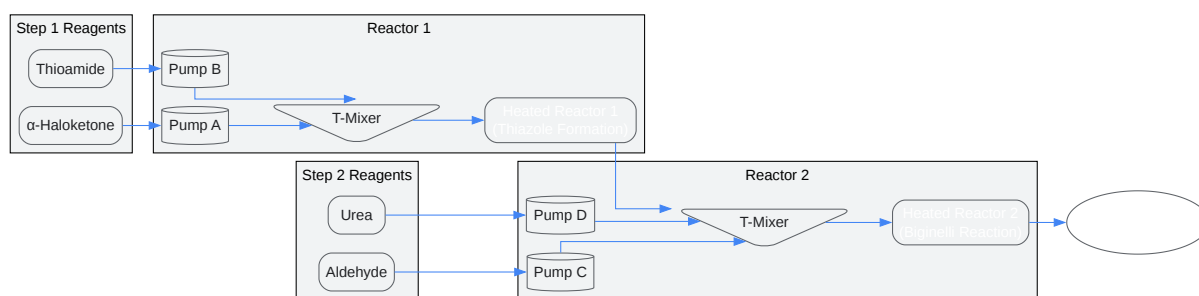 Step 1 Reagents
Thioamide
α-Haloketone
Reactor 1
Pump B
Pump A
T-Mixer
Heated Reactor 1
(Thiazole Formation)
Step 2 Reagents
Urea
Aldehyde
Reactor 2
Pump D
Pump C
T-Mixer
Heated Reactor 2
(Biginelli Reaction)